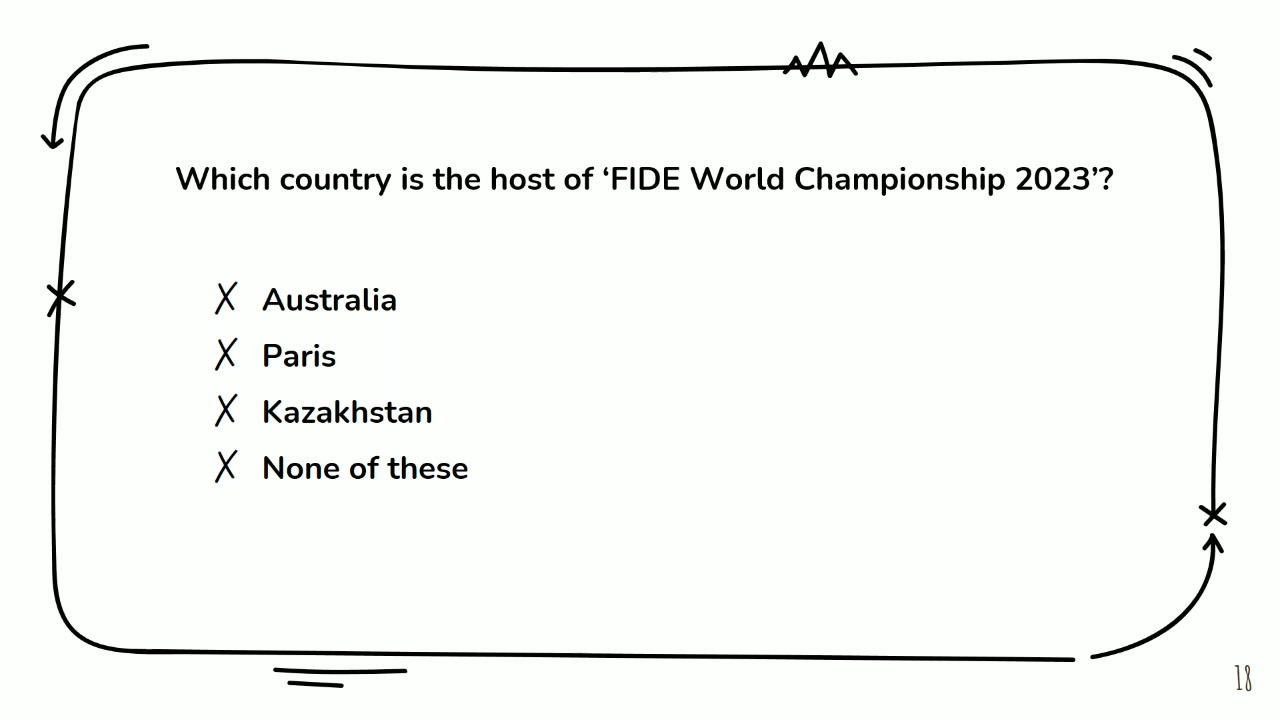 Which country is the host of ‘FIDE World Championship 2023’?
Australia
Paris
Kazakhstan
None of these
18